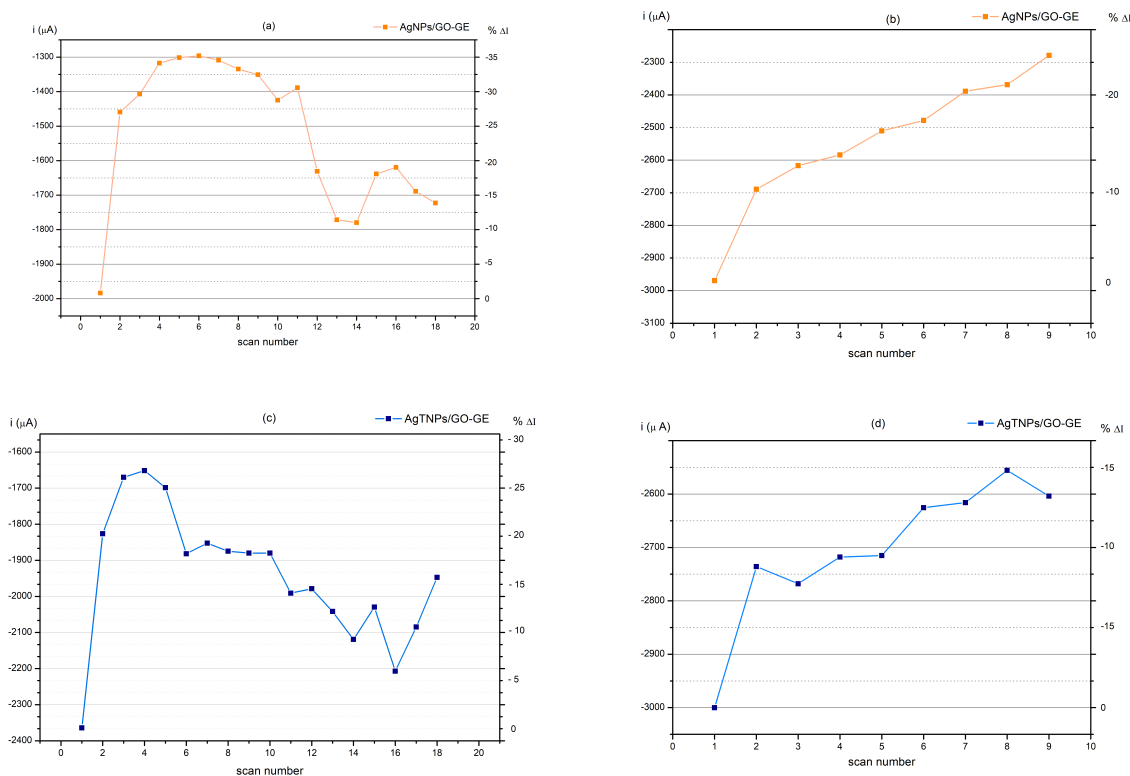 i (μA)
(a)
AgNPs/GO-GE
% ΔI
-1300
-1400
-1500
-1600
-1700
-1800
-1900
-2000
-35
-30
-25
-20
-15
-10
-5
0
0 2 4 6 8 10 12 14 16 18 20
scan number
i (μA)
(b)
AgNPs/GO-GE
% ΔI
-2300
-2400
-2500
-2600
-2700
-2800
-2900
-3000
-3100
-20
-10
0
0 1 2 3 4 5 6 7 8 9 10
scan number
i (μA)
(c)
AgTNPs/GO-GE
% ΔI
-1600
-1700
-1800
-1900
-2000
-2100
-2200
-2300
-2400
- 30
- 25
- 20
- 15
- 10
- 5
0
0 2 4 6 8 10 12 14 16 18 20
scan number
i (μ A)
(d)
AgTNPs/GO-GE
% ΔI
-2600
-2700
-2800
-2900
-3000
-15
-10
-15
0
0 1 2 3 4 5 6 7 8 9 10
scan number